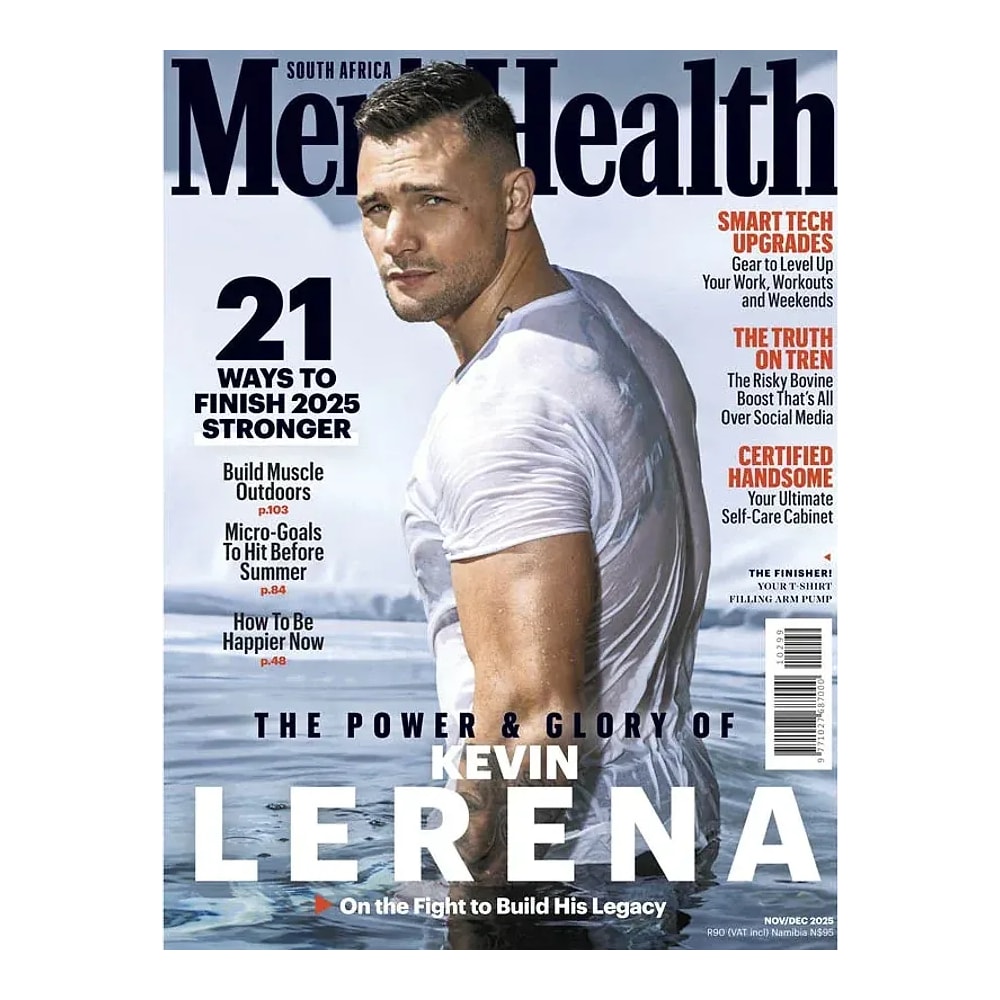 SOUTH AFRICA
Men's Health
SMART TECH
UPGRADES
Gear to Level Up
Your Work, Workouts
and Weekends
THE TRUTH
ON TREN
The Risky Bovine
Boost That's All
Over Social Media
CERTIFIED
HANDSOME
Your Ultimate
Self-Care Cabinet
THE FINISHER!
YOUR T-SHIRT
FILLING ARM PUMP
21
WAYS TO
FINISH 2025
STRONGER
Build Muscle
Outdoors
p.103
Micro-Goals
To Hit Before
Summer
p.84
How To Be
Happier Now
p.48
10299
9 771027 687000
THE POWER & GLORY OF
KEVIN
LERENA
On the Fight to Build His Legacy
NOV/DEC 2025
R90 (VAT incl) Namibia N$95